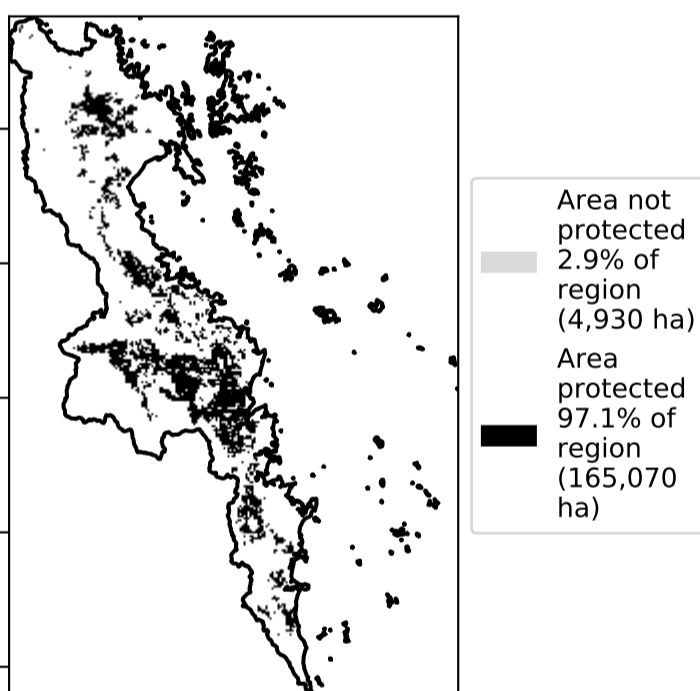 Area not
protected
2.9% of
region
(4,930 ha)
Area
protected
97.1% of
region
(165,070
ha)